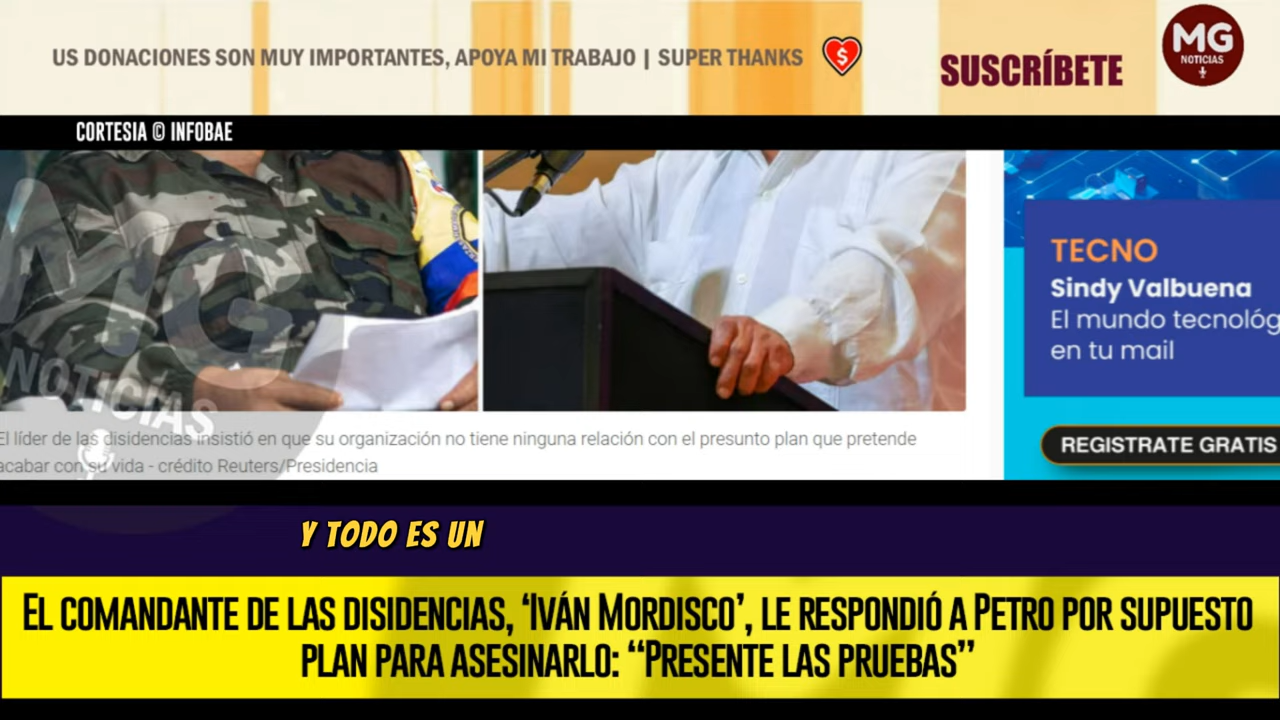 US DONACIONES SON MUY IMPORTANTES, APOYA MI TRABAJO | SUPER THANKS
SUSCRÍBETE
MG
NOTICIAS
CORTESIA © INFOBAE
MG
NOTICIAS
TECNO
Sindy Valbuena
El mundo tecnológ
en tu mail
REGISTRATE GRATIS
El líder de las disidencias insistió en que su organización no tiene ninguna relación con el presunto plan que pretende
acabar con su vida - crédito Reuters/Presidencia
Y TODO ES UN
EL COMANDANTE DE LAS DISIDENCIAS, ‘IVÁN MORDISCO’, LE RESPONDIÓ A PETRO POR SUPUESTO
PLAN PARA ASESINARLO: “PRESENTE LAS PRUEBAS”